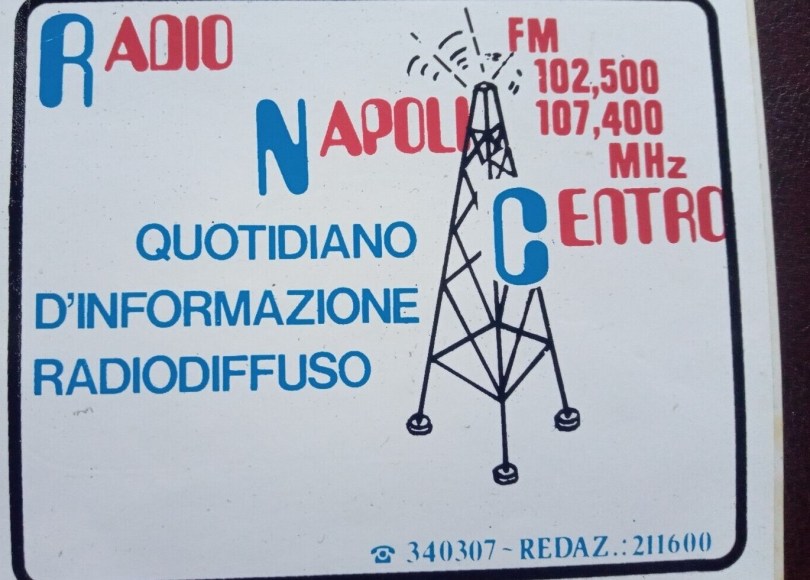 RADIO
NAPOLI
CENTRO
FM
102,500
107,400
MHz
QUOTIDIANO
D'INFORMAZIONE
RADIODIFFUSO
☎ 340307 ~ REDAZ.: 211600